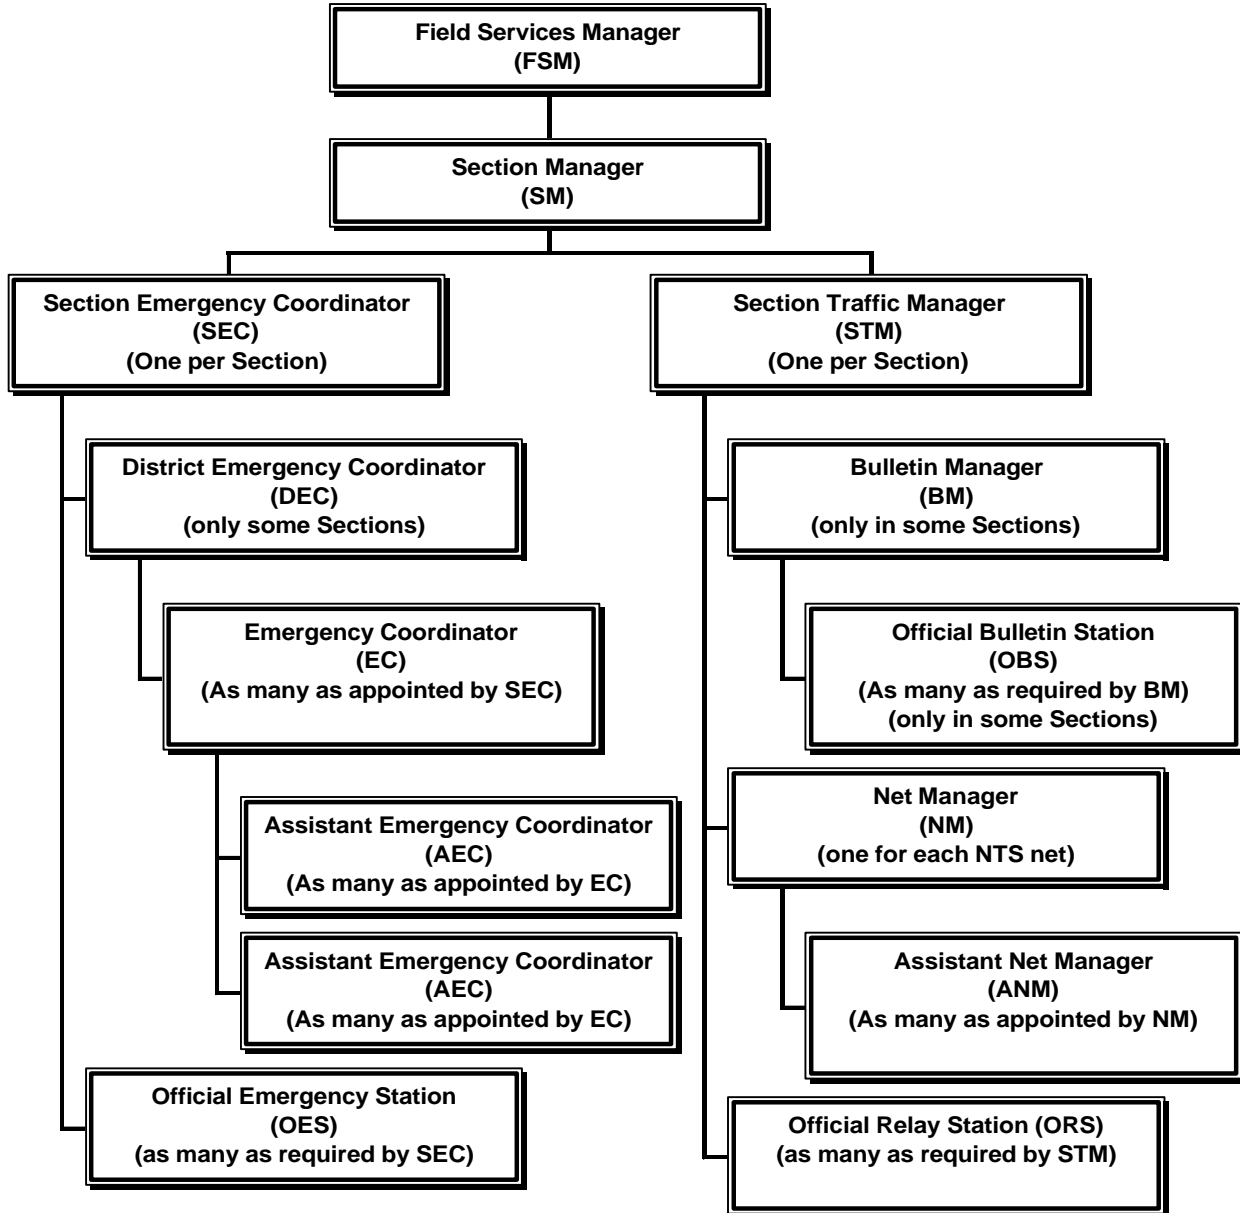 Field Services Manager
(FSM)
Section Manager
(SM)
Section Emergency Coordinator
(SEC)
(One per Section)
District Emergency Coordinator
(DEC)
(only some Sections)
Emergency Coordinator
(EC)
(As many as appointed by SEC)
Assistant Emergency Coordinator
(AEC)
(As many as appointed by EC)
Assistant Emergency Coordinator
(AEC)
(As many as appointed by EC)
Official Emergency Station
(OES)
(as many as required by SEC)
Section Traffic Manager
(STM)
(One per Section)
Bulletin Manager
(BM)
(only in some Sections)
Official Bulletin Station
(OBS)
(As many as required by BM)
(only in some Sections)
Net Manager
(NM)
(one for each NTS net)
Assistant Net Manager
(ANM)
(As many as appointed by NM)
Official Relay Station (ORS)
(as many as required by STM)